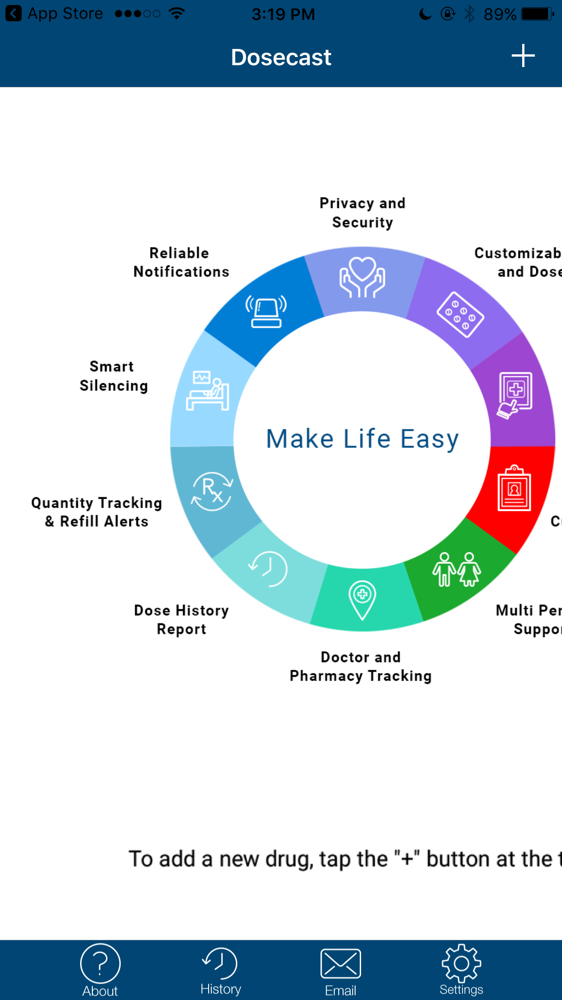 App Store 3:19 PM 89%
Dosecast
Privacy and
Security
Reliable
Notifications
Customizab
and Dose
Smart
Silencing
Make Life Easy
Rx
Quantity Tracking
& Refill Alerts
Dose History
Report
Multi Per
Doctor and
Pharmacy Tracking
To add a new drug, tap the "+" button at the t
About
History
Email
Settings